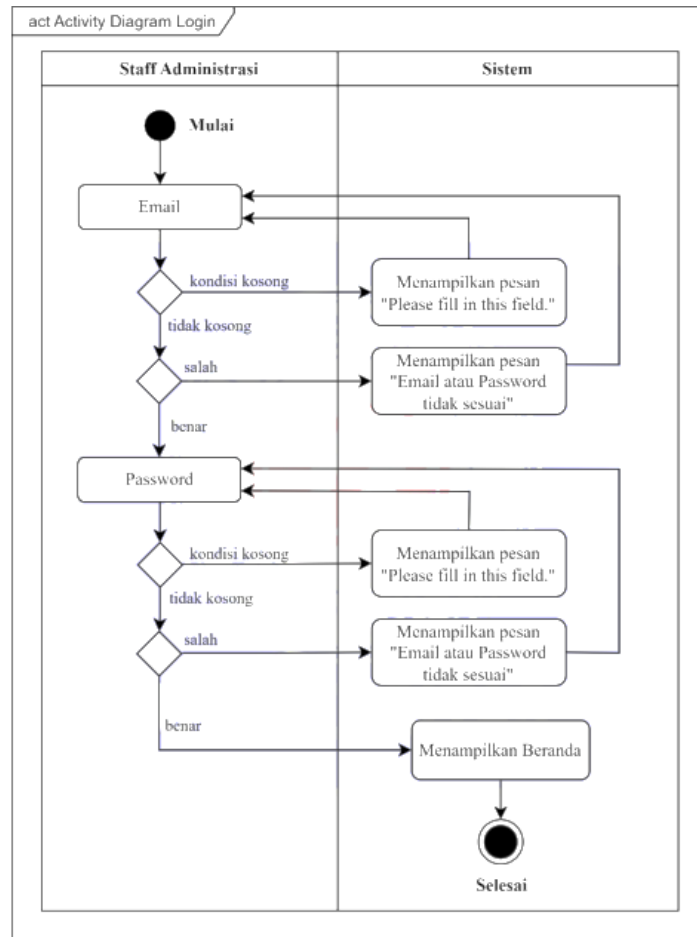 act Activity Diagram Login
Staff Administrasi
Sistem
Mulai
Email
kondisi kosong
Menampilkan pesan
"Please fill in this field."
tidak kosong
salah
Menampilkan pesan
"Email atau Password
tidak sesuai"
benar
Password
kondisi kosong
Menampilkan pesan
"Please fill in this field."
tidak kosong
salah
Menampilkan pesan
"Email atau Password
tidak sesuai"
benar
Menampilkan Beranda
Selesai